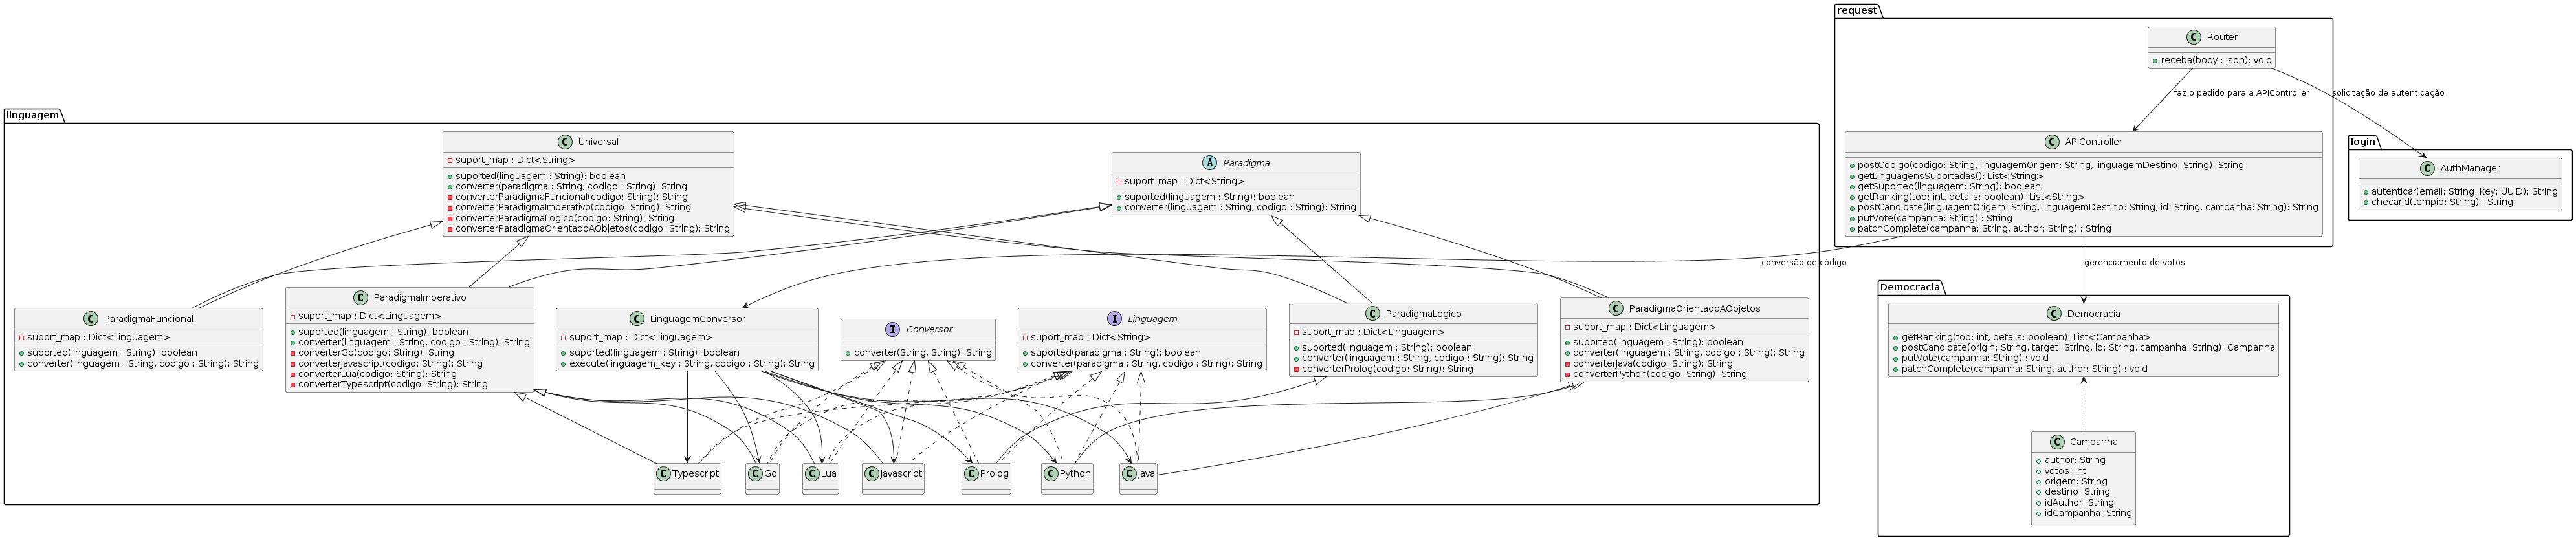 request
Router
receba(body : Json): void
faz o pedido para a APIController
solicitação de autenticação
APIController
postCodigo(codigo: String, linguagemOrigem: String, linguagemDestino: String): String
getLinguagensSuportadas(): List<String>
getSuported(linguagem: String): boolean
getRanking(top: int, details: boolean): List<String>
postCandidate(linguagemOrigem: String, linguagemDestino: String, id: String, campanha: String): String
putVote(campanha: String) : String
patchComplete(campanha: String, author: String) : String
login
AuthManager
autenticar(email: String, key: UUID): String
checarId(tempid: String) : String
linguagem
Universal
suport_map : Dict<String>
suported(linguagem : String): boolean
converter(paradigma : String, codigo : String): String
converterParadigmaFuncional(codigo: String): String
converterParadigmaImperativo(codigo: String): String
converterParadigmaLogico(codigo: String): String
converterParadigmaOrientadoAObjetos(codigo: String): String
Paradigma
suport_map : Dict<String>
suported(linguagem : String): boolean
converter(linguagem : String, codigo : String): String
conversão de código
gerenciamento de votos
ParadigmaFuncional
suport_map : Dict<Linguagem>
suported(linguagem : String): boolean
converter(linguagem : String, codigo : String): String
ParadigmaImperativo
suport_map : Dict<Linguagem>
suported(linguagem : String): boolean
converter(linguagem : String, codigo : String): String
converterGo(codigo: String): String
converterJavascript(codigo: String): String
converterLua(codigo: String): String
converterTypescript(codigo: String): String
LinguagemConversor
suport_map : Dict<Linguagem>
suported(linguagem : String): boolean
execute(linguagem_key : String, codigo : String): String
Conversor
converter(String, String): String
Linguagem
suport_map : Dict<String>
suported(paradigma : String): boolean
converter(paradigma : String, codigo : String): String
ParadigmaLogico
suport_map : Dict<Linguagem>
suported(linguagem : String): boolean
converter(linguagem : String, codigo : String): String
converterProlog(codigo: String): String
ParadigmaOrientadoAObjetos
suport_map : Dict<Linguagem>
suported(linguagem : String): boolean
converter(linguagem : String, codigo : String): String
converterJava(codigo: String): String
converterPython(codigo: String): String
Typescript
Go
Lua
Javascript
Prolog
Python
Java
Democracia
Democracia
getRanking(top: int, details: boolean): List<Campanha>
postCandidate(origin: String, target: String, id: String, campanha: String): Campanha
putVote(campanha: String) : void
patchComplete(campanha: String, author: String) : void
Campanha
author: String
votos: int
origem: String
destino: String
idAuthor: String
idCampanha: String